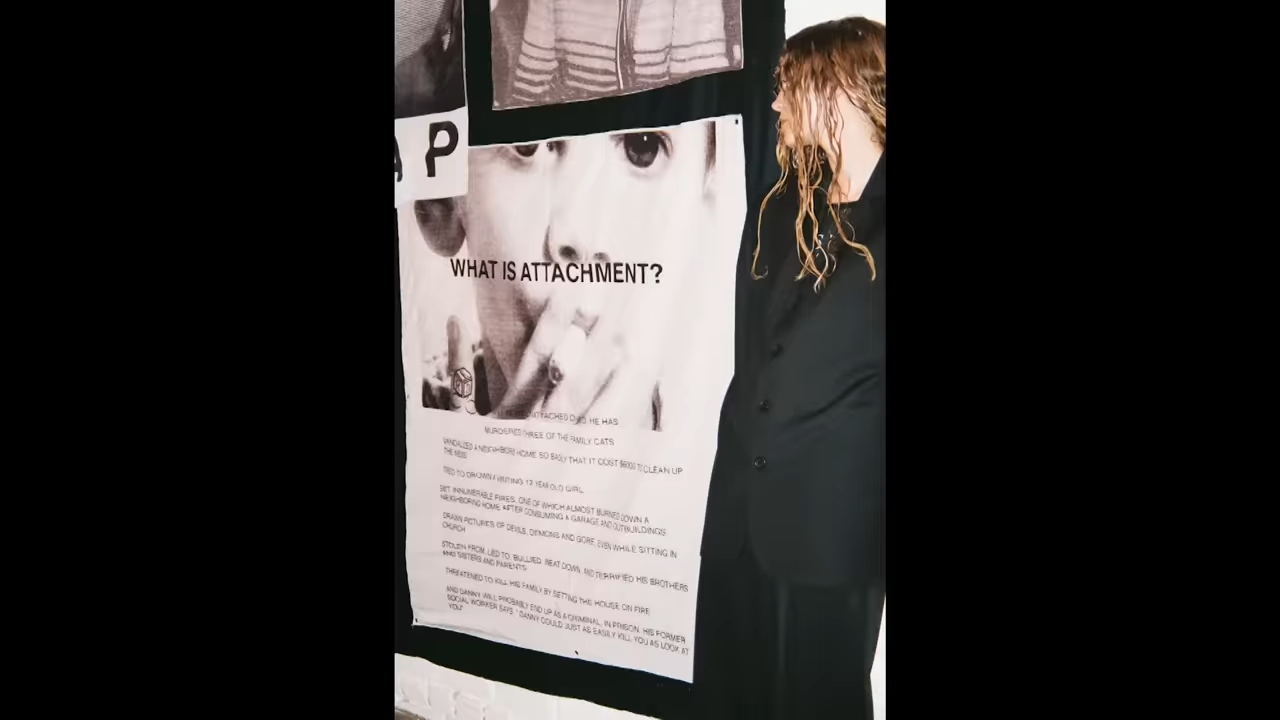 AP
WHAT IS ATTACHMENT?
ATTACHED CHILD. HE HAS
MURDERED THREE OF THE FAMILY CATS
VANDALIZED A NEIGHBORS HOME SO BADLY THAT IT COST $6000 TO CLEAN UP
THE MESS
TRIED TO DROWN A VISITING 12 YEAR OLD GIRL
SET INNUMERABLE FIRES, ONE OF WHICH ALMOST BURNED DOWN A
NEIGHBORING HOME AFTER CONSUMING A GARAGE AND OUTBUILDINGS
DRAWN PICTURES OF DEVILS, DEMONS AND GORE, EVEN WHILE SITTING IN
CHURCH
STOLEN FROM, LIED TO, BULLIED, BEAT DOWN, AND TERRIFIED HIS BROTHERS
AND SISTERS AND PARENTS
THREATENED TO KILL HIS FAMILY BY SETTING THE HOUSE ON FIRE
AND DANNY WILL PROBABLY END UP AS A CRIMINAL, IN PRISON. HIS FORMER
SOCIAL WORKER SAYS, "DANNY COULD JUST AS EASILY KILL YOU AS LOOK AT
YOU"